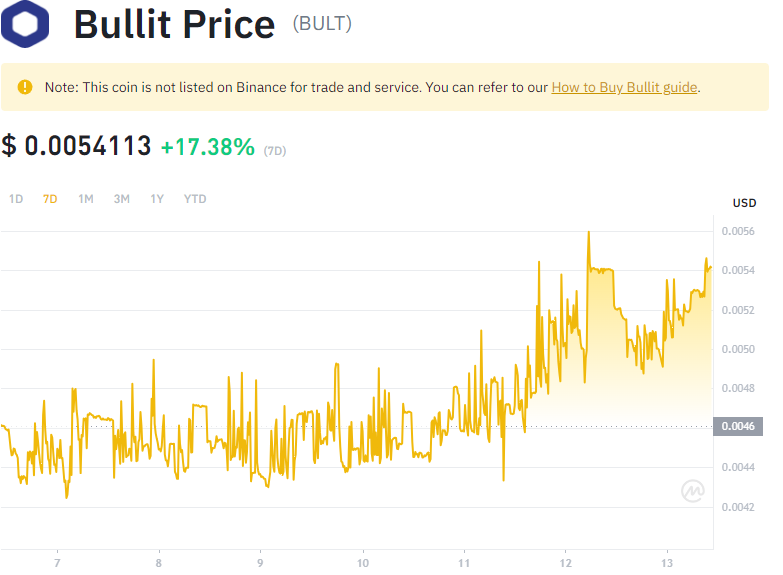 Bullit Price (BULT)
Note: This coin is not listed on Binance for trade and service. You can refer to our How to Buy Bullit guide.
$ 0.0054113 +17.38% (7D)
1D 7D 1M 3M 1Y YTD
USD
0.0056
0.0054
0.0052
0.0050
0.0048
0.0046
0.0044
0.0042
7 8 9 10 11 12 13